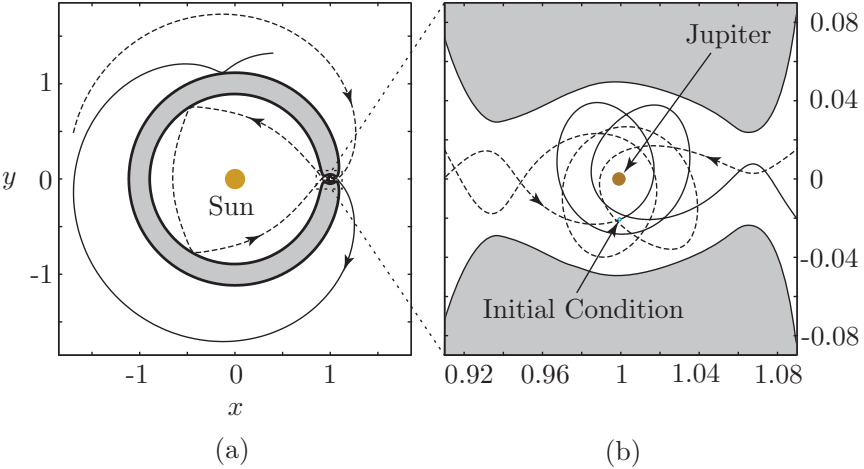 0.08
Jupiter
1
0.04
y
0
0
Sun
-1
-0.04
Initial Condition
-0.08
-1
0
1
0.92
0.96
1
1.04
1.08
x
(a)
(b)